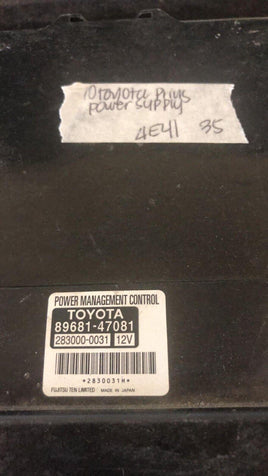 10 toyota Prius
power supply
4E41 35
POWER MANAGEMENT CONTROL
TOYOTA
89681-47081
283000-0031 12V
*2830031H*
FUJITSU TEN LIMITED MADE IN JAPAN